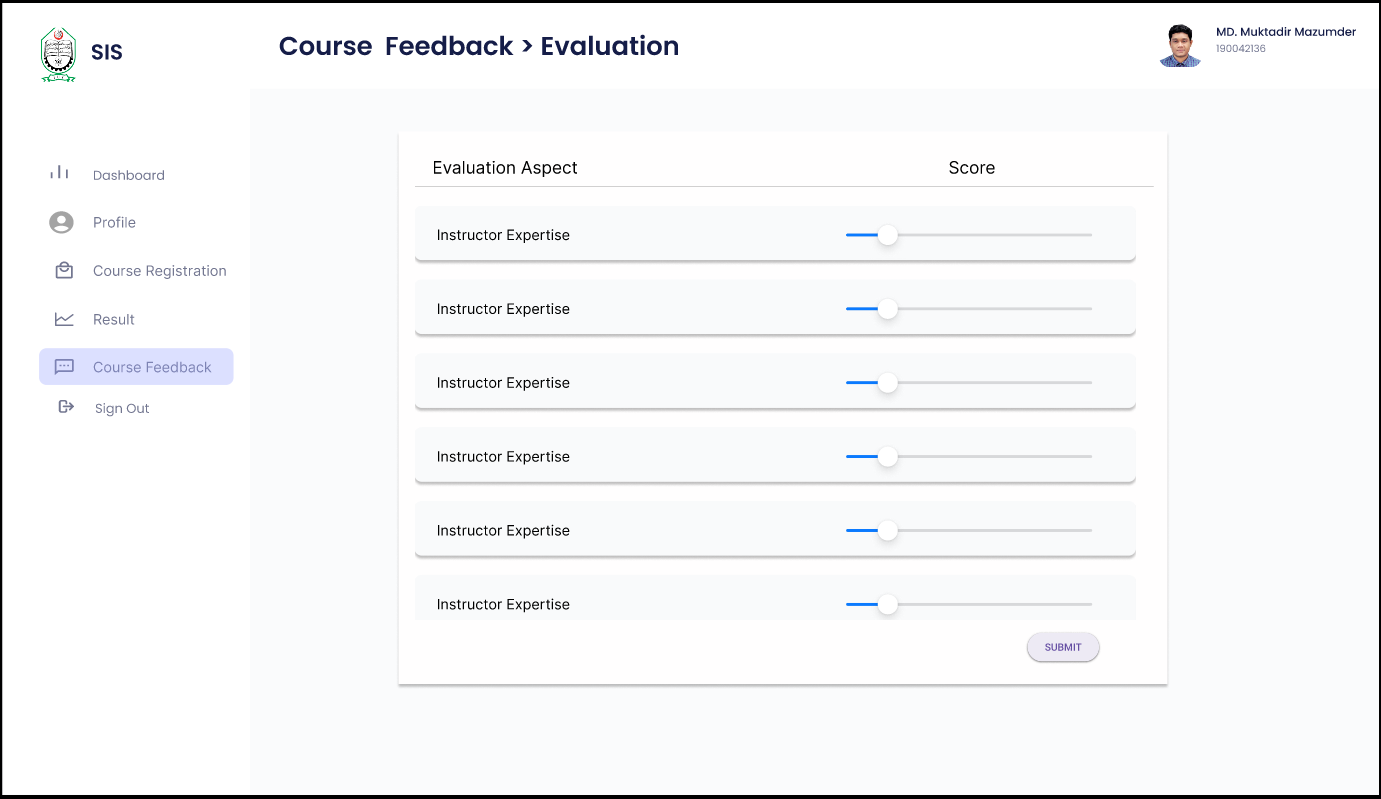 SIS
Course Feedback > Evaluation
MD. Muktadir Mazumder
190042136
Dashboard
Profile
Course Registration
Result
Course Feedback
Sign Out
Evaluation Aspect Score
Instructor Expertise
Instructor Expertise
Instructor Expertise
Instructor Expertise
Instructor Expertise
Instructor Expertise
SUBMIT